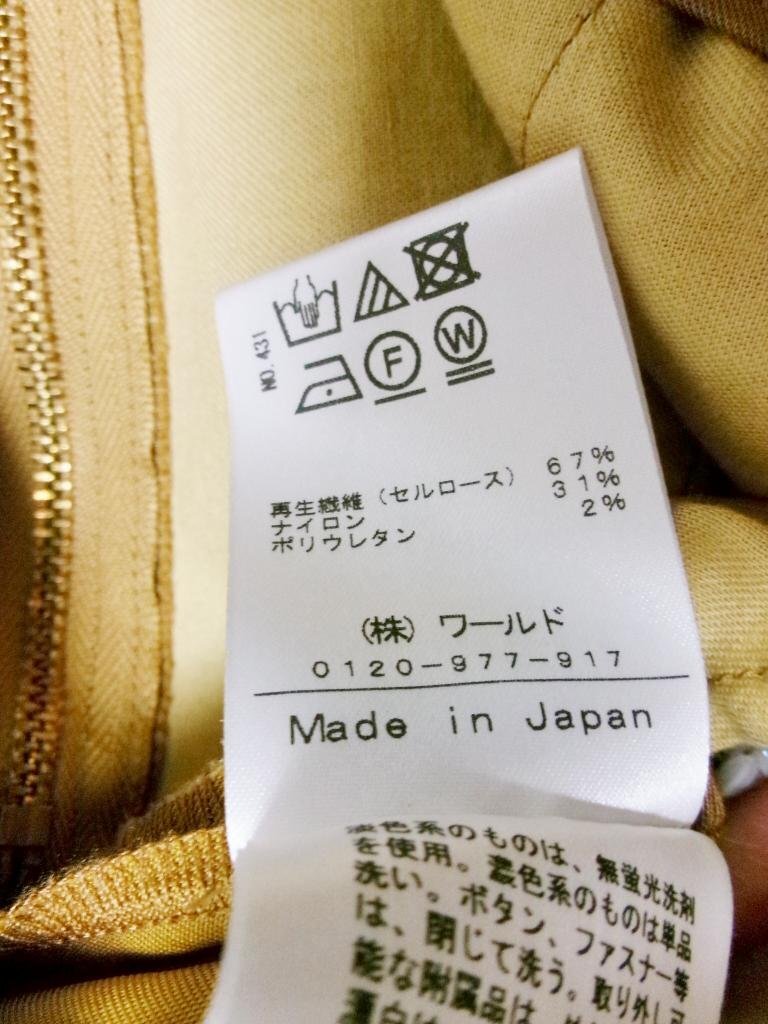 NO. 431
F
W
再生繊維（セルロース） 67%
ナイロン 31%
ポリウレタン 2%
（株）ワールド
0120-977-917
Made in Japan
淡色系のものは、無蛍光洗剤
を使用。濃色系のものは単品
洗い。ボタン、ファスナー等
は、閉じて洗う。取り外し可
能な附属品は、